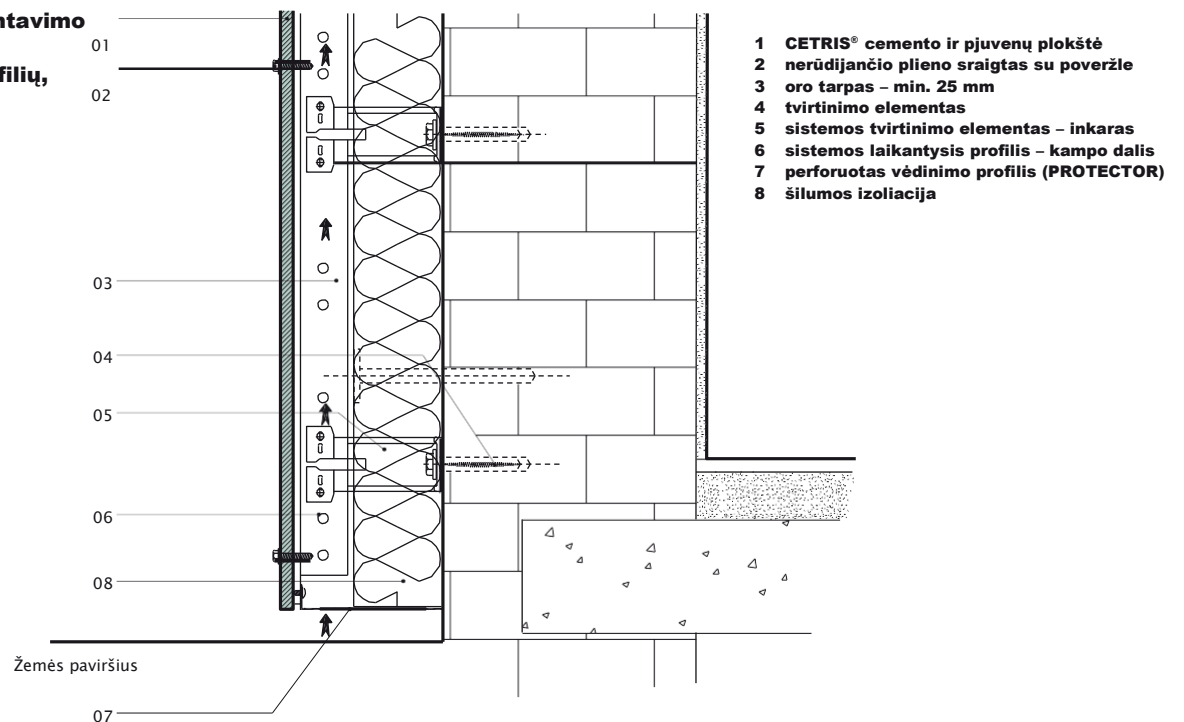 01
02
03
04
05
06
08
Žemės paviršius
07
1 CETRIS® cemento ir pjuvenų plokštė
2 nerūdijančio plieno sraigtas su poveržle
3 oro tarpas – min. 25 mm
4 tvirtinimo elementas
5 sistemos tvirtinimo elementas – inkaras
6 sistemos laikantysis profilis – kampo dalis
7 perforuotas vėdinimo profilis (PROTECTOR)
8 šilumos izoliacija